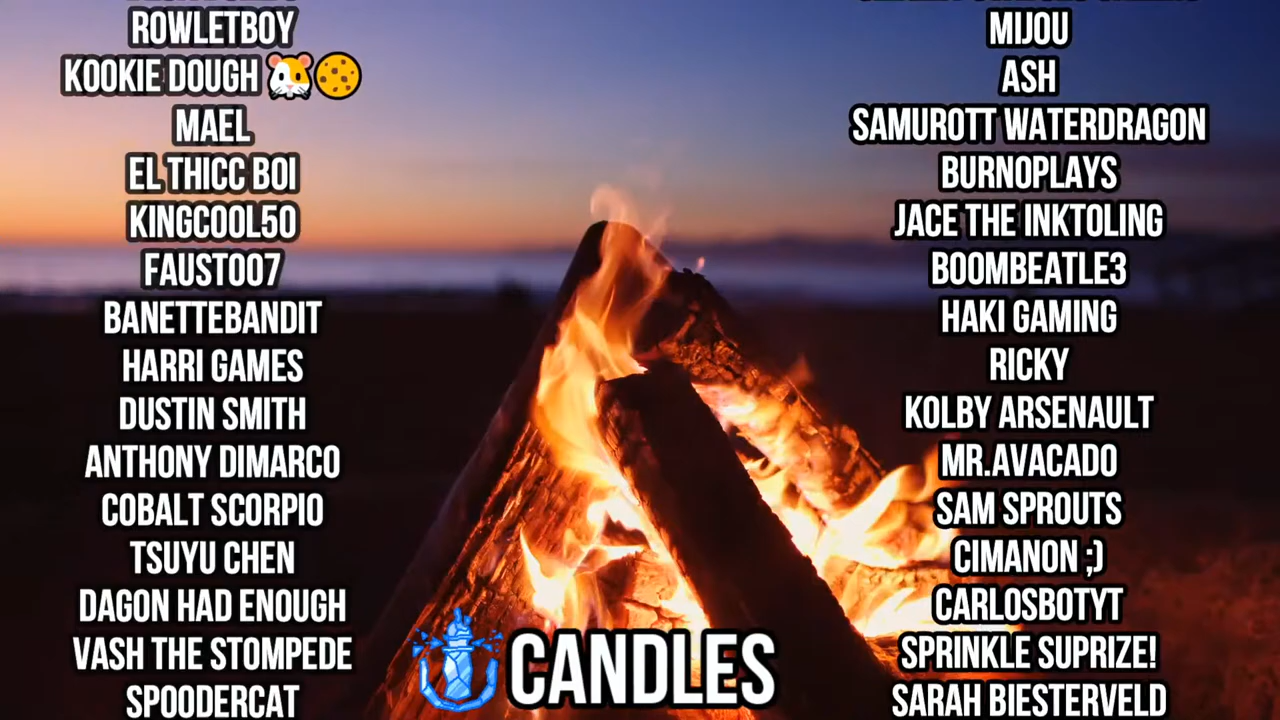 ROWLETBOY
KOOKIE DOUGH 🐹🍪
MAEL
EL THICC BOI
KINGCOOL50
FAUST007
BANETTEBANDIT
HARRI GAMES
DUSTIN SMITH
ANTHONY DIMARCO
COBALT SCORPIO
TSUYU CHEN
DAGON HAD ENOUGH
VASH THE STOMPEDE
SPOODERCAT
MIJOU
ASH
SAMUROTT WATERDRAGON
BURNOPLAYS
JACE THE INKTOLING
BOOMBEATLE3
HAKI GAMING
RICKY
KOLBY ARSENAULT
MR.AVACADO
SAM SPROUTS
CIMANON ;)
CARLOSBOTYT
SPRINKLE SUPRIZE!
SARAH BIESTERVELD
CANDLES